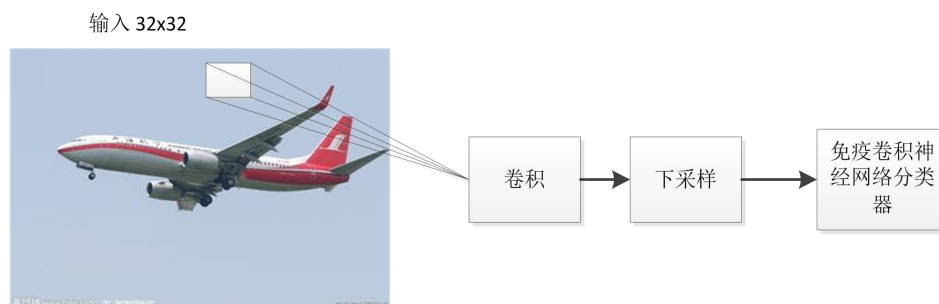 输入 32x32
卷积
下采样
免疫卷积神
经网络分类
器